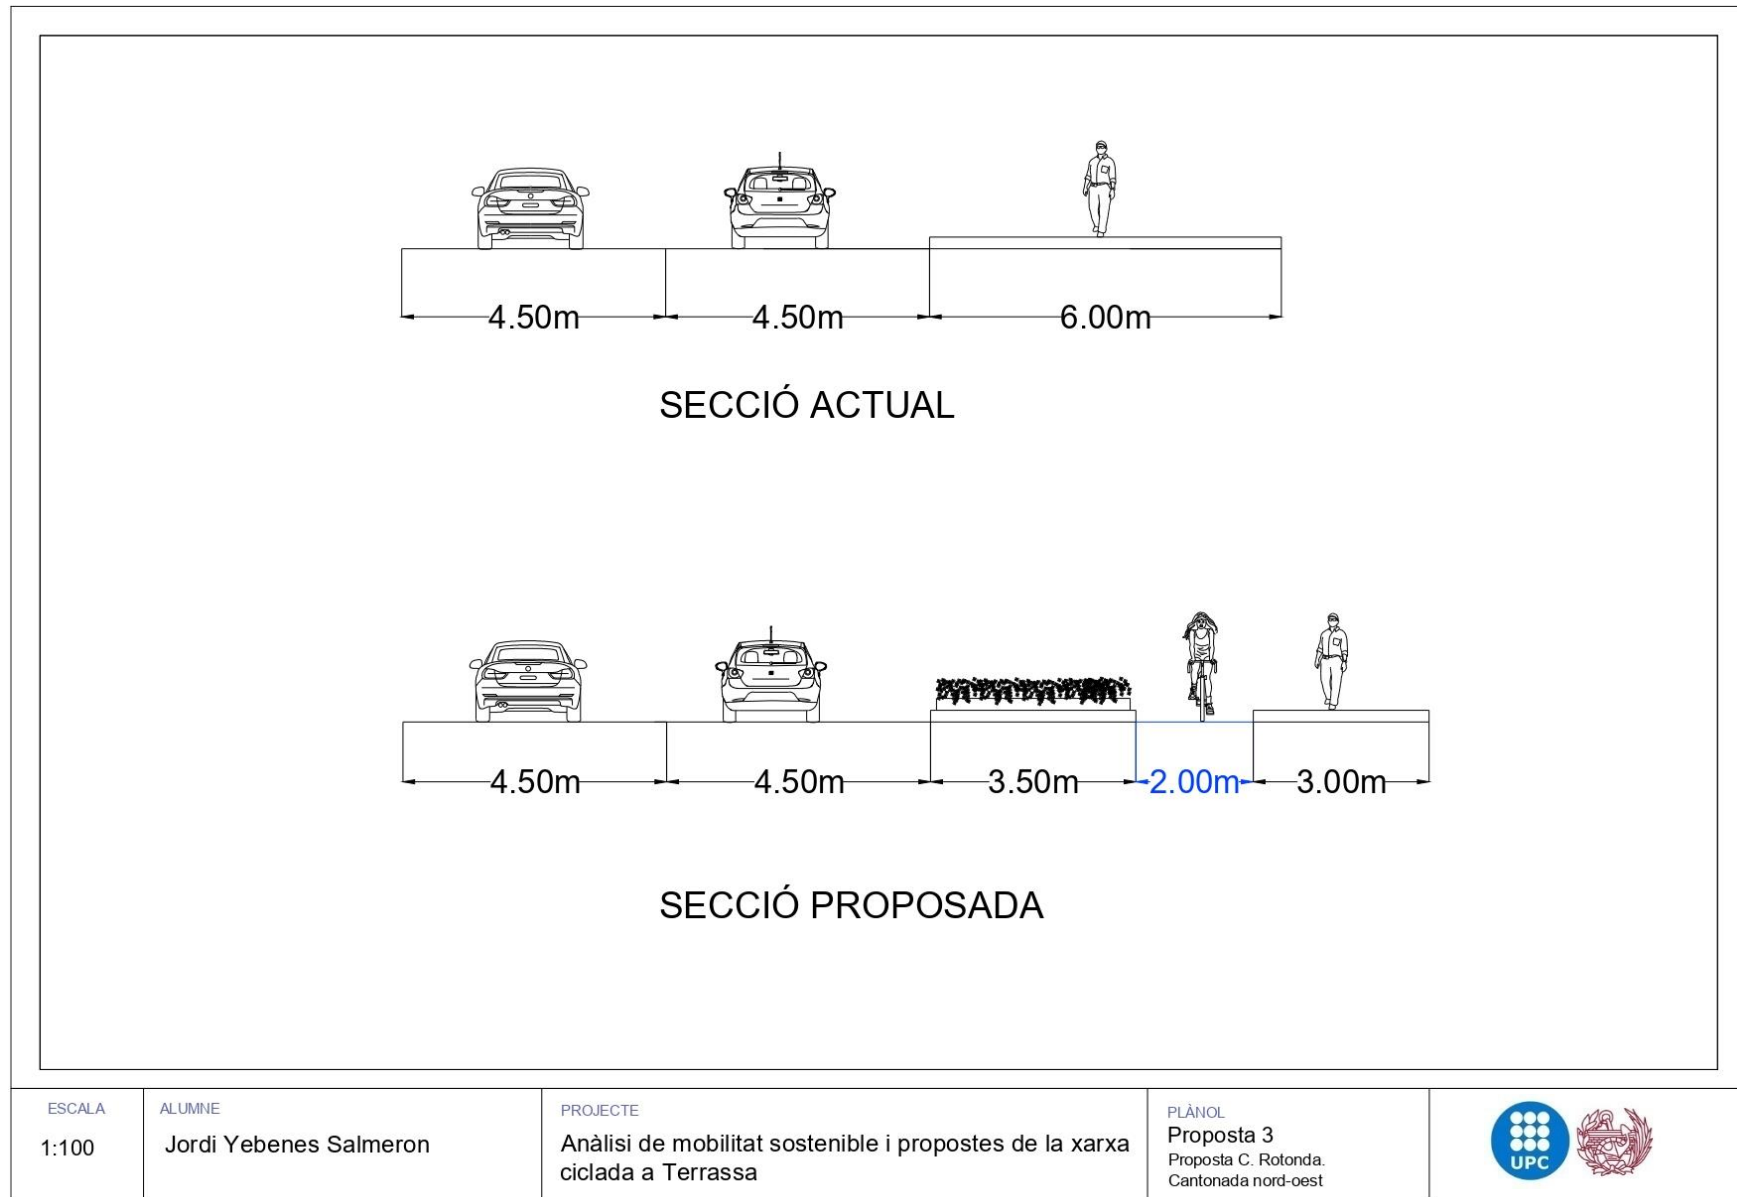 4.50m 4.50m 6.00m
SECCIÓ ACTUAL
4.50m 4.50m 3.50m 2.00m 3.00m
SECCIÓ PROPOSADA
ESCALA
1:100
ALUMNE
Jordi Yebenes Salmeron
PROJECTE
Anàlisi de mobilitat sostenible i propostes de la xarxa
ciclada a Terrassa
PLÀNOL
Proposta 3
Proposta C. Rotonda.
Cantonada nord-oest
UPC